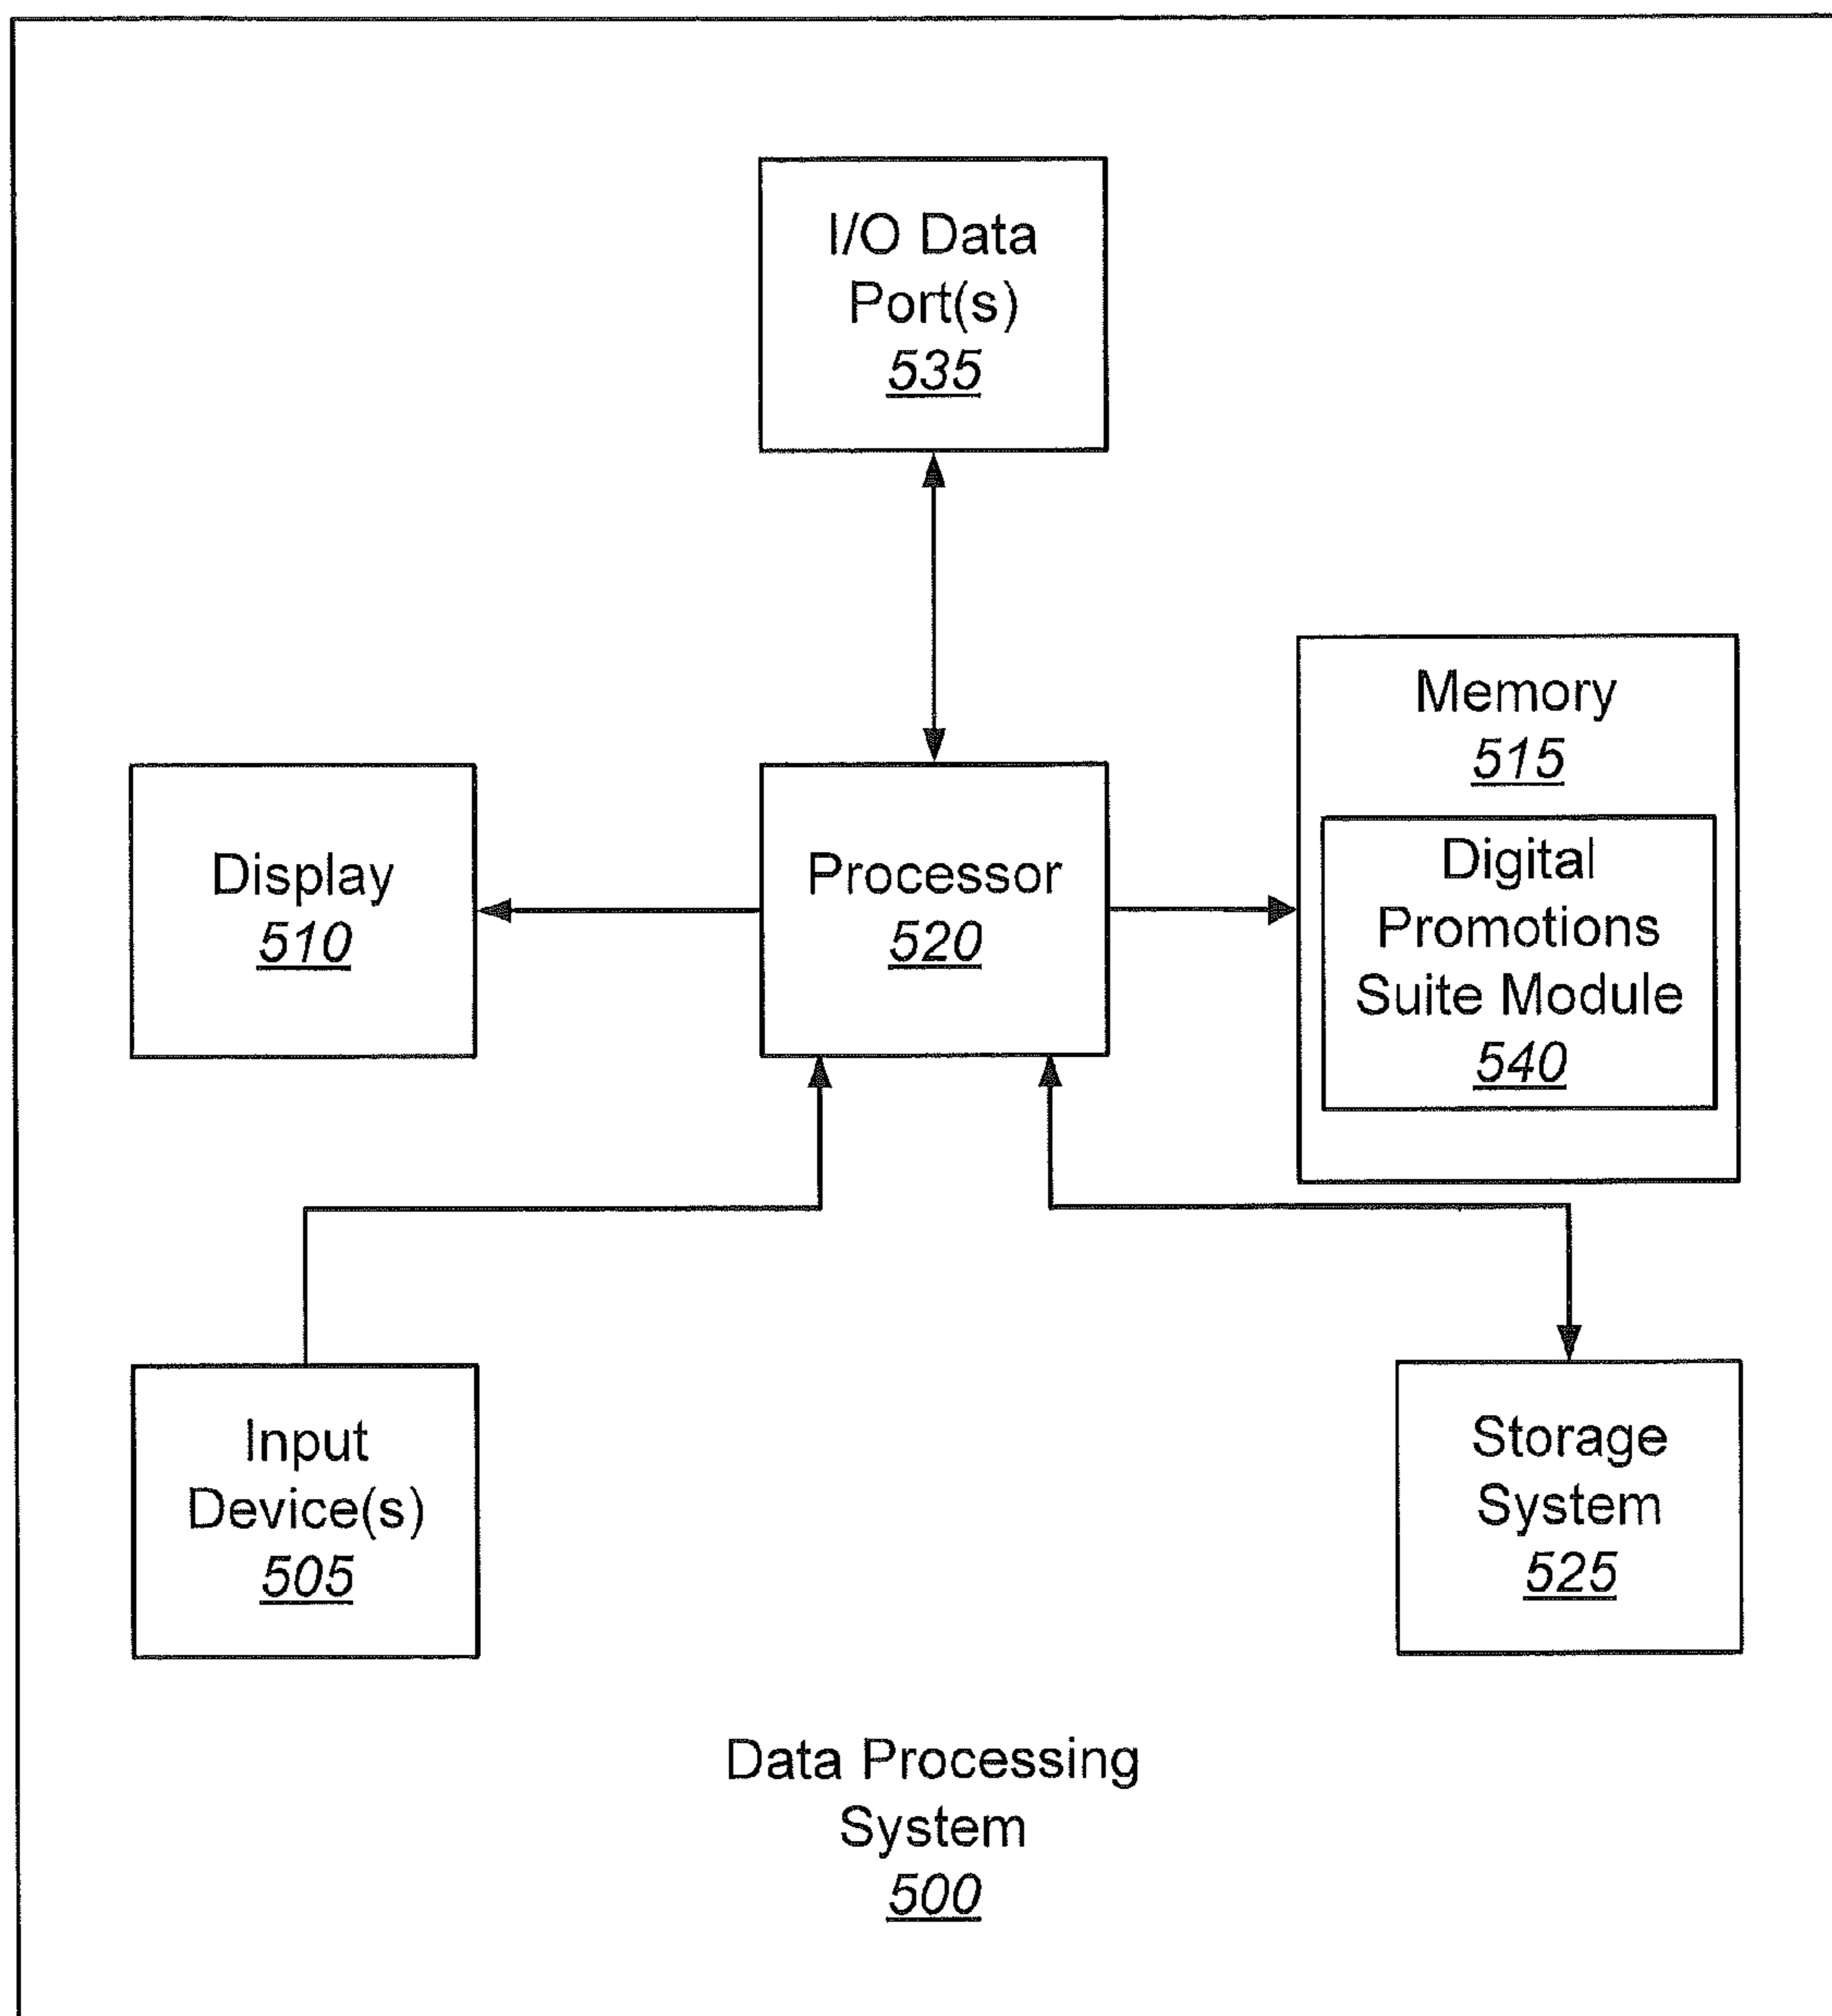 I/O Data
Port(s)
535
Memory
515
Digital
Promotions
Suite Module
540
Display
510
Processor
520
Input
Device(s)
505
Storage
System
525
Data Processing
System
500